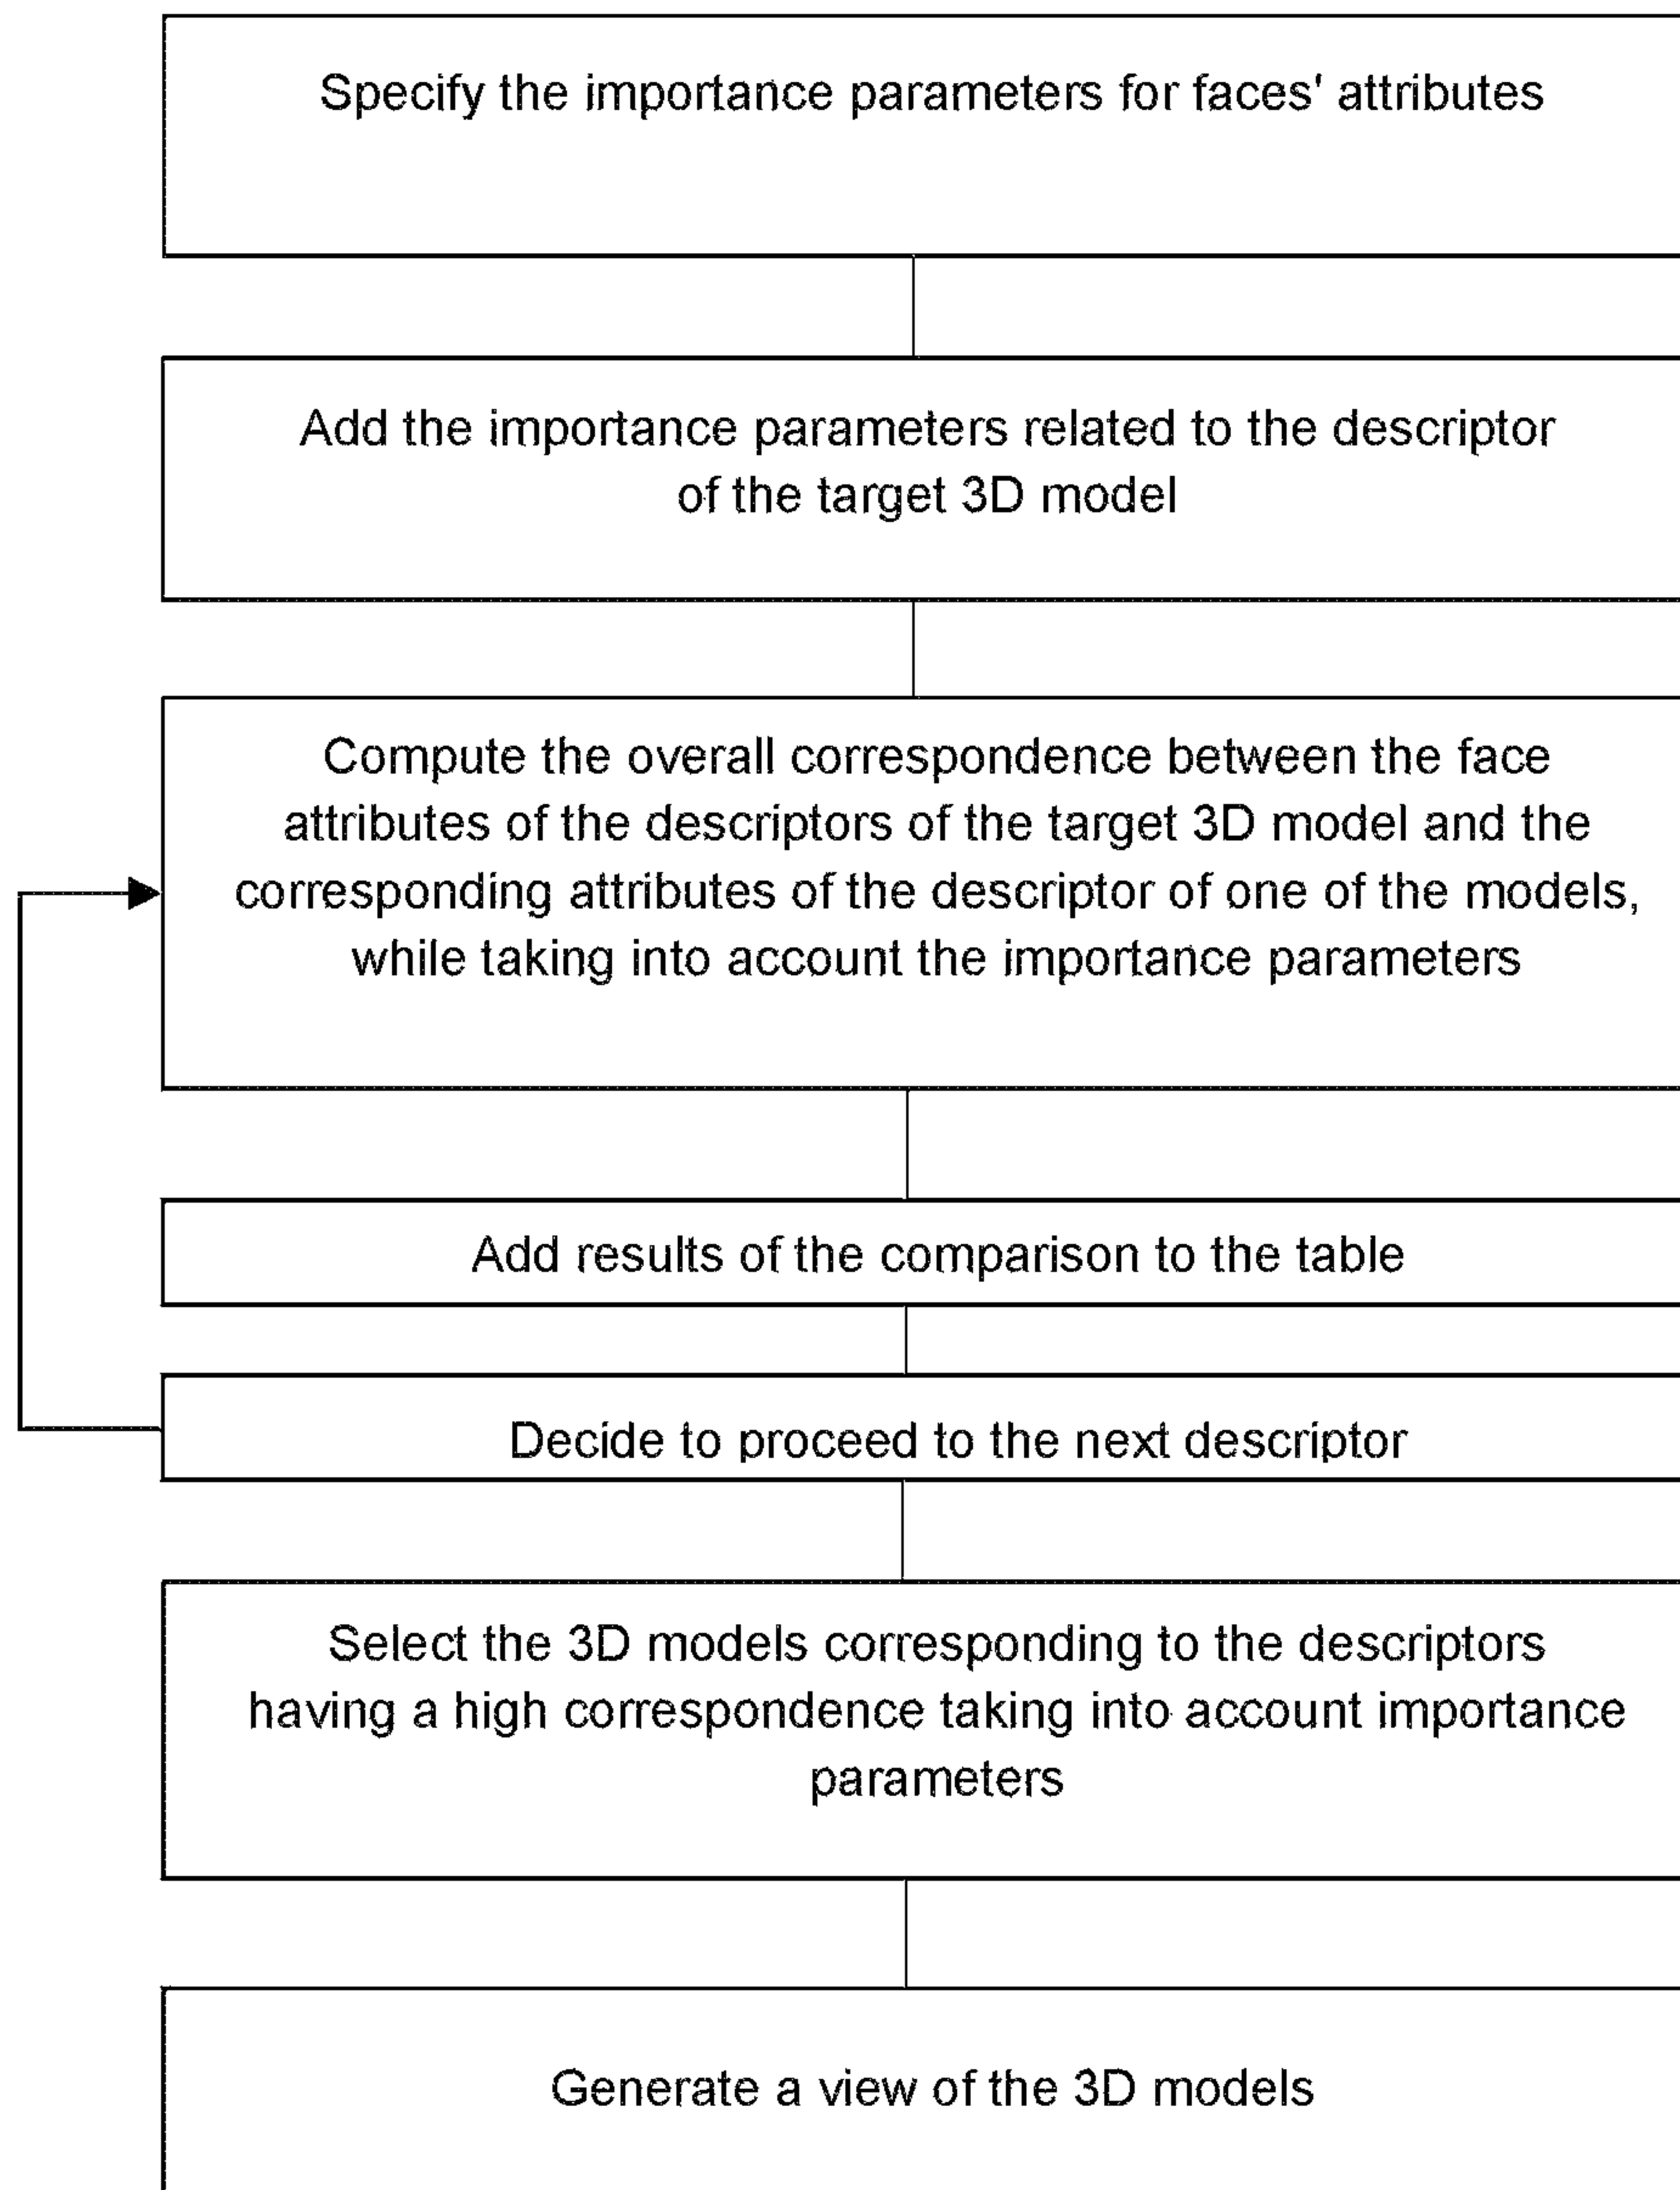 Specify the importance parameters for faces' attributes
Add the importance parameters related to the descriptor
of the target 3D model
Compute the overall correspondence between the face
attributes of the descriptors of the target 3D model and the
corresponding attributes of the descriptor of one of the models,
while taking into account the importance parameters
Add results of the comparison to the table
Decide to proceed to the next descriptor
Select the 3D models corresponding to the descriptors
having a high correspondence taking into account importance
parameters
Generate a view of the 3D models